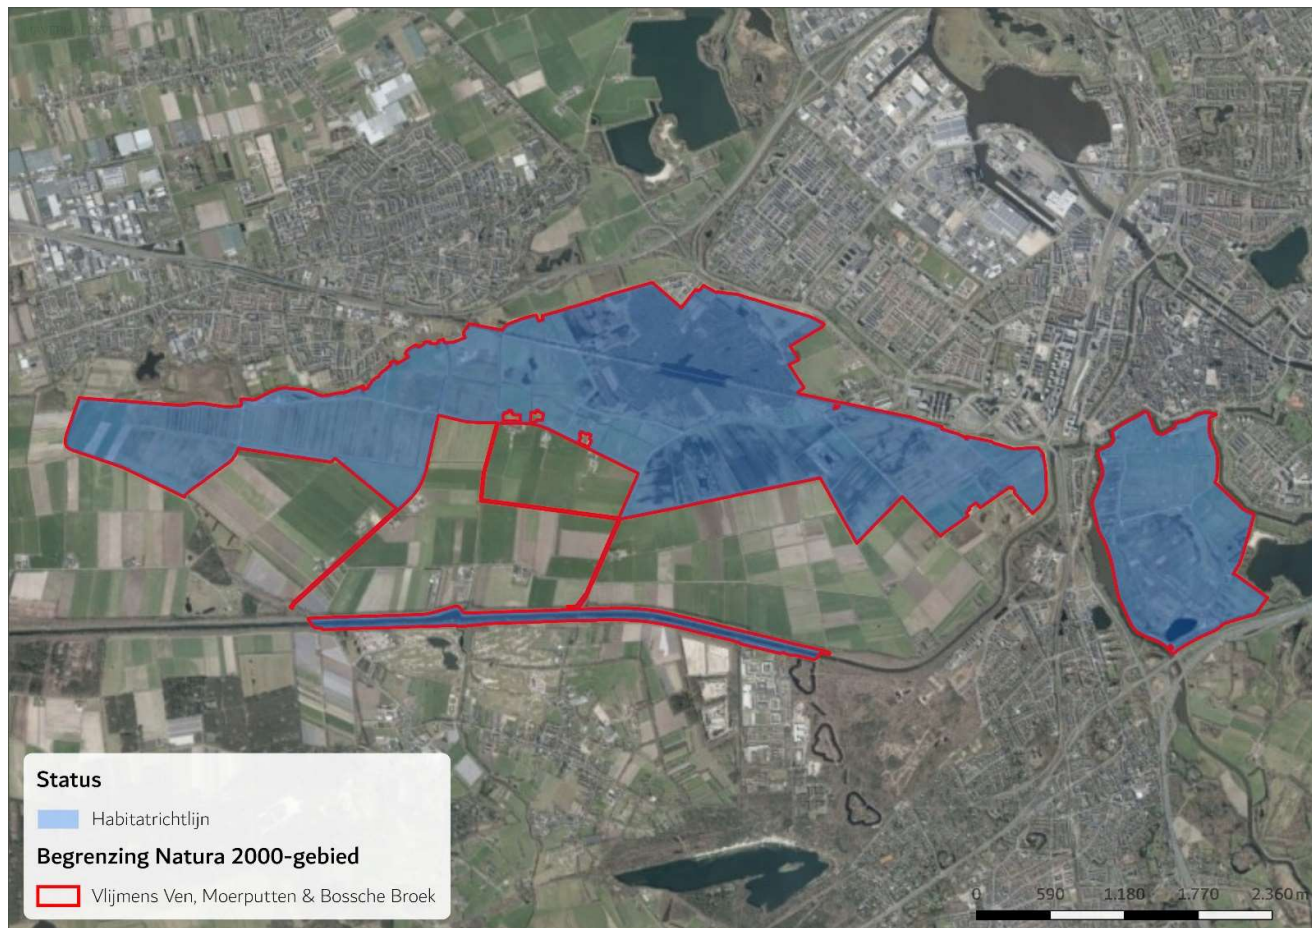 Status
Habitatrichtlijn
Begrenzing Natura 2000-gebied
Vlijmens Ven, Moerputten & Bossche Broek
0 590 1.180 1.770 2.360 m